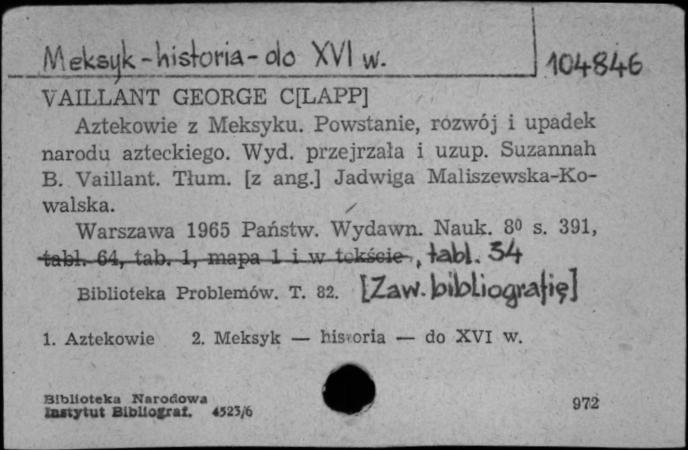 Meksyk - historia - do XVI w.
104846
VAILLANT GEORGE C[LAPP]
Aztekowie z Meksyku. Powstanie, rozwój i upadek
narodu azteckiego. Wyd. przejrzała i uzup. Suzannah
B. Vaillant. Tłum. [z ang.] Jadwiga Maliszewska-Ko-
walska.
Warszawa 1965 Państw. Wydawn. Nauk. 8⁰ s. 391,
tabl. 64, tab. 1, mapa 1 i w tekście, tabl. 34
Biblioteka Problemów. T. 82. [Zaw. bibliografię]
1. Aztekowie 2. Meksyk — historia — do XVI w.
Biblioteka Narodowa
Instytut Bibliograf. 4523/6
972